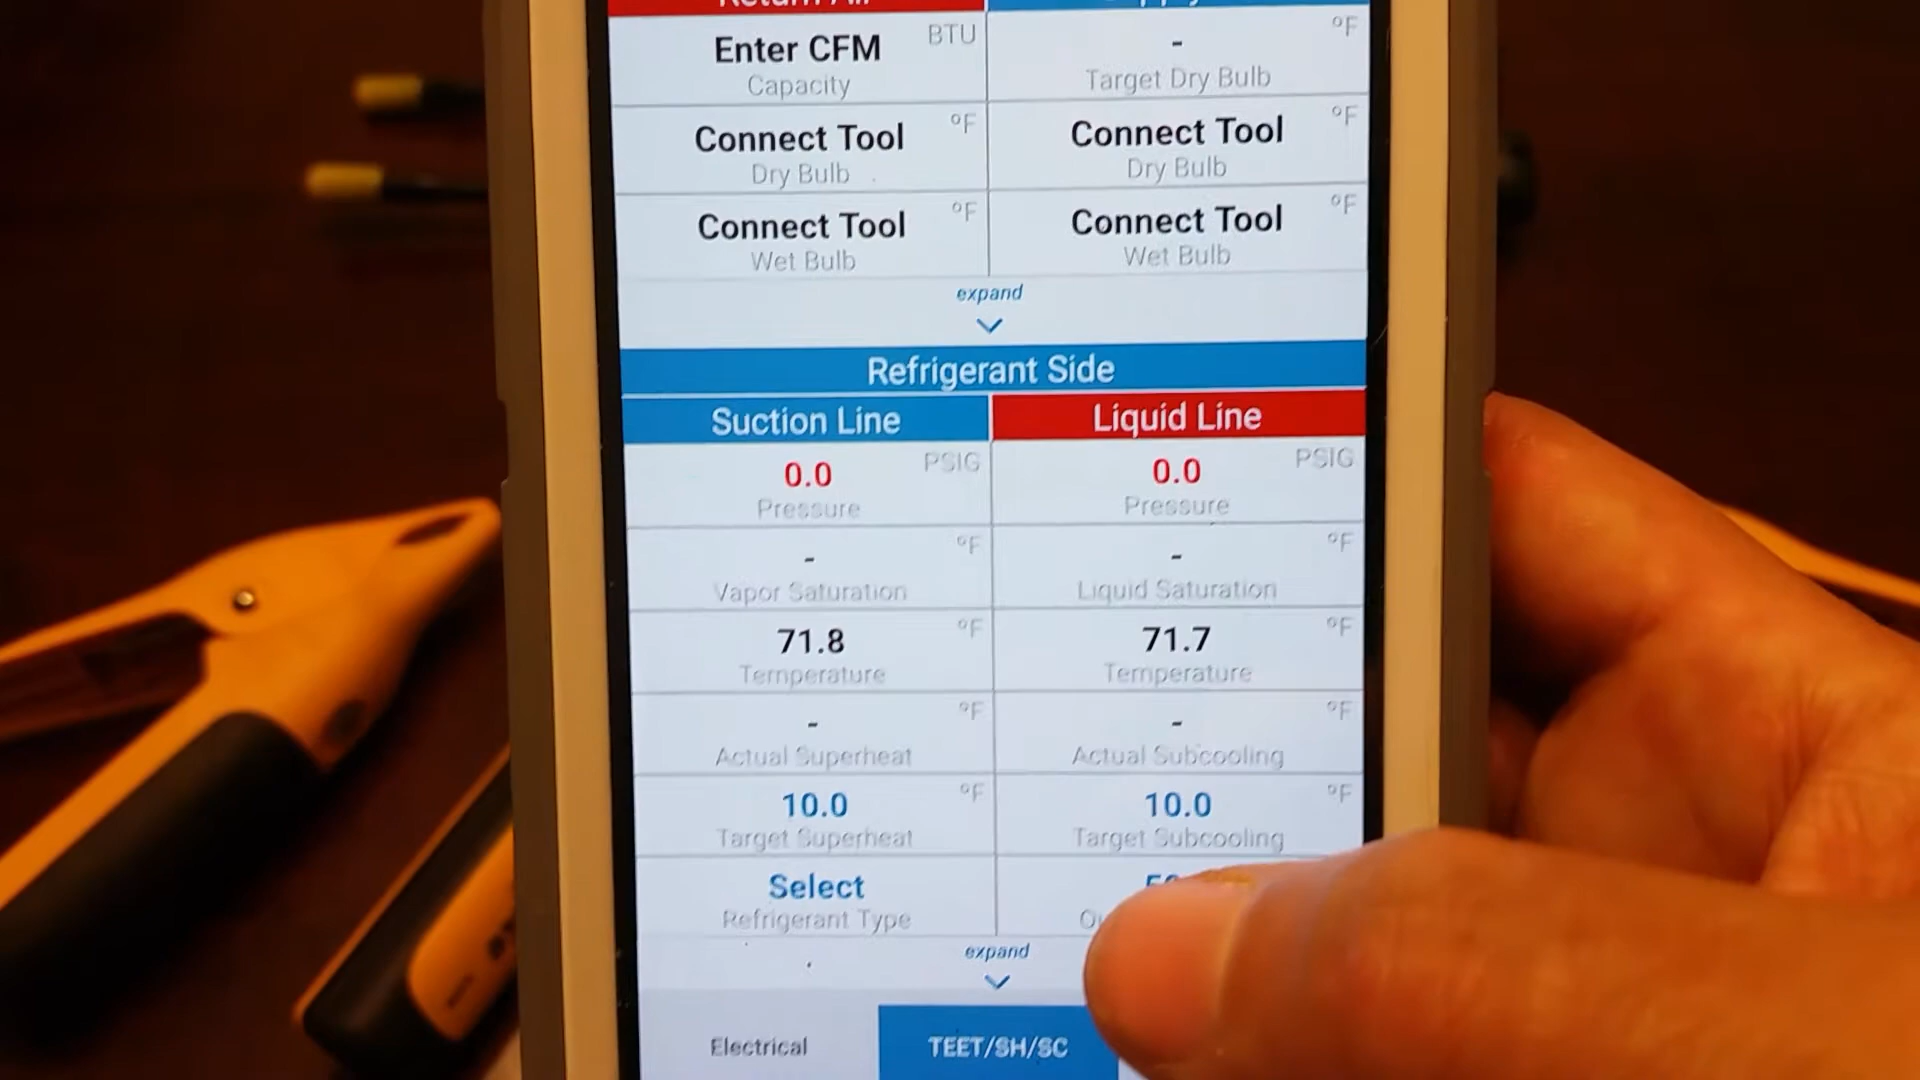 Return Air
Enter CFM BTU
Capacity
- °F
Target Dry Bulb
Connect Tool °F
Dry Bulb
Connect Tool °F
Dry Bulb
Connect Tool °F
Wet Bulb
Connect Tool °F
Wet Bulb
expand
Refrigerant Side
Suction Line
Liquid Line
0.0 PSIG
Pressure
0.0 PSIG
Pressure
- °F
Vapor Saturation
- °F
Liquid Saturation
71.8 °F
Temperature
71.7 °F
Temperature
- °F
Actual Superheat
- °F
Actual Subcooling
10.0 °F
Target Superheat
10.0 °F
Target Subcooling
Select
Refrigerant Type
expand
Electrical
TEET/SH/SC